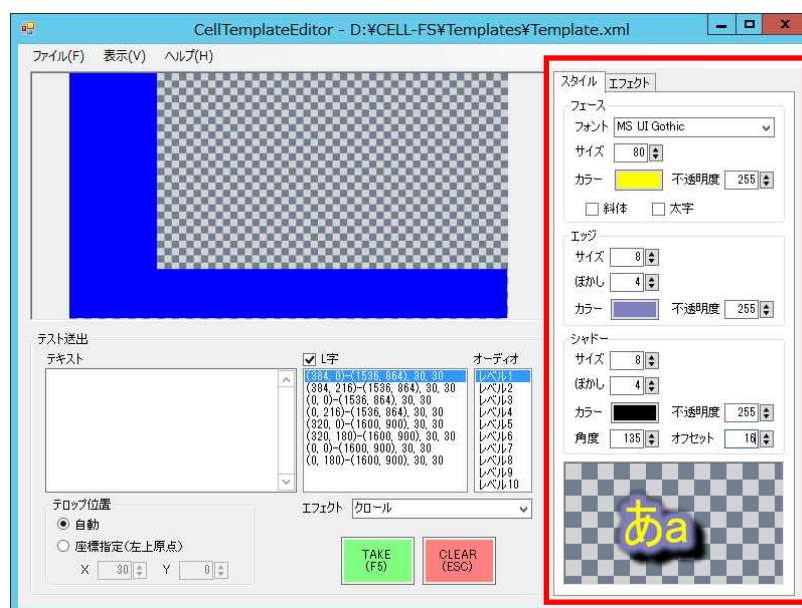 CellTemplateEditor - D:¥CELL-FS¥Templates¥Template.xml
ファイル(F) 表示(V) ヘルプ(H)
スタイル エフェクト
フェース
フォント MS UI Gothic
サイズ 80
カラー 不透明度 255
斜体 太字
エッジ
サイズ 8
ぼかし 4
カラー 不透明度 255
シャドー
サイズ 8
ぼかし 4
カラー 不透明度 255
角度 135 オフセット 16
あa
テスト送出
テキスト
L字
(384, 0)-(1536, 864), 30, 30
(384, 216)-(1536, 864), 30, 30
(0, 0)-(1536, 864), 30, 30
(0, 216)-(1536, 864), 30, 30
(320, 0)-(1600, 900), 30, 30
(320, 180)-(1600, 900), 30, 30
(0, 0)-(1600, 900), 30, 30
(0, 180)-(1600, 900), 30, 30
オーディオ
レベル1
レベル2
レベル3
レベル4
レベル5
レベル6
レベル7
レベル8
レベル9
レベル10
テロップ位置
自動
座標指定(左上原点)
X 30 Y 0
エフェクト クロール
TAKE
(F5)
CLEAR
(ESC)